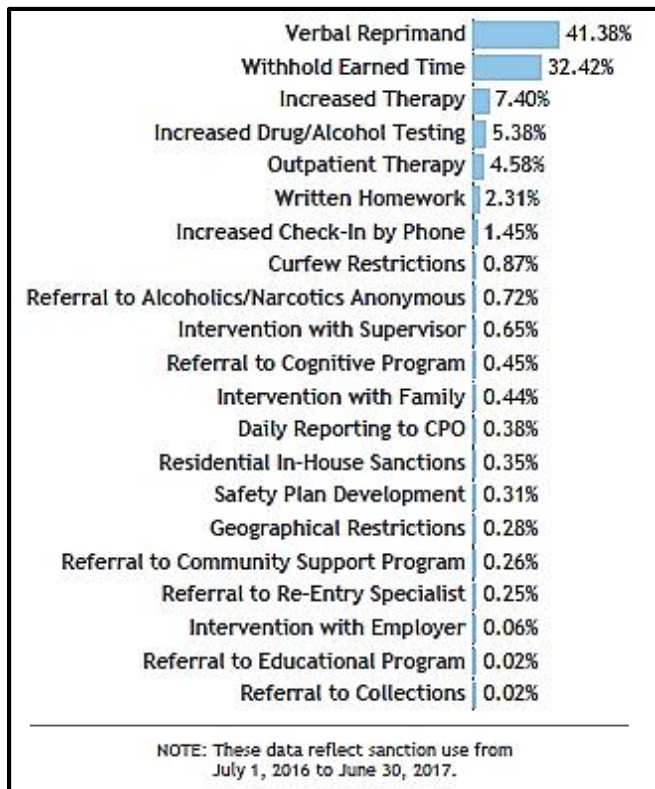 Verbal Reprimand 41.38%
Withhold Earned Time 32.42%
Increased Therapy 7.40%
Increased Drug/Alcohol Testing 5.38%
Outpatient Therapy 4.58%
Written Homework 2.31%
Increased Check-In by Phone 1.45%
Curfew Restrictions 0.87%
Referral to Alcoholics/Narcotics Anonymous 0.72%
Intervention with Supervisor 0.65%
Referral to Cognitive Program 0.45%
Intervention with Family 0.44%
Daily Reporting to CPO 0.38%
Residential In-House Sanctions 0.35%
Safety Plan Development 0.31%
Geographical Restrictions 0.28%
Referral to Community Support Program 0.26%
Referral to Re-Entry Specialist 0.25%
Intervention with Employer 0.06%
Referral to Educational Program 0.02%
Referral to Collections 0.02%
NOTE: These data reflect sanction use from
July 1, 2016 to June 30, 2017.